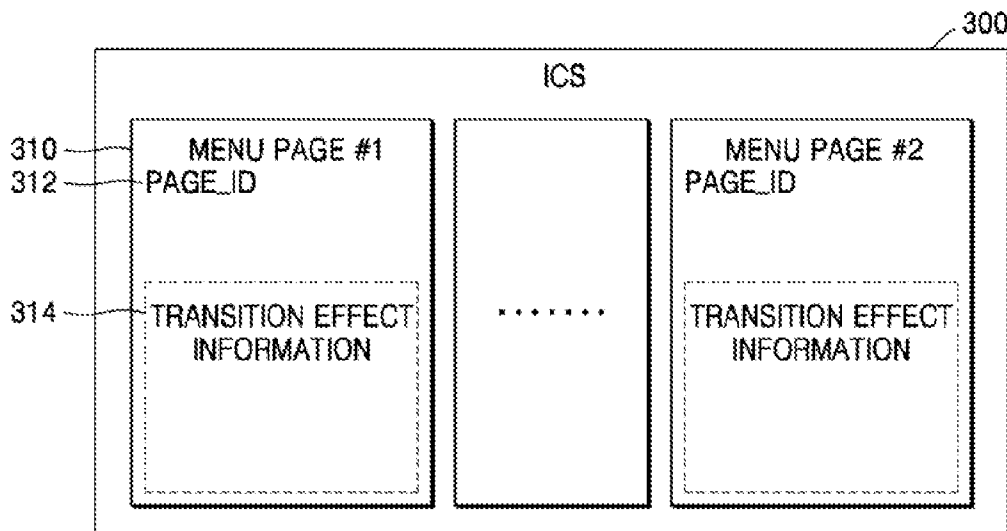 300
ICS
310
MENU PAGE #1
312
PAGE_ID
314
TRANSITION EFFECT
INFORMATION
.......
MENU PAGE #2
PAGE_ID
TRANSITION EFFECT
INFORMATION